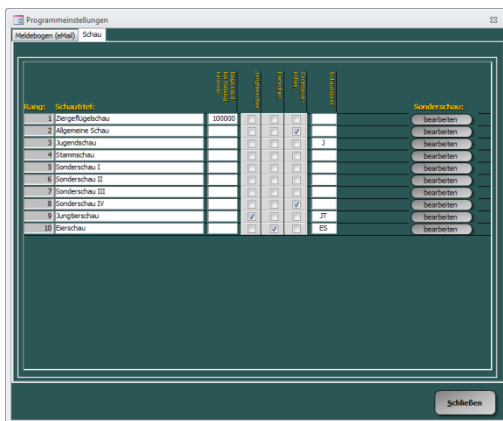 Programmeinstellungen
Meldebogen (eMail) Schau
Jungtierschau
Eierschau
Rang: Schautitel: Sonderschau:
1 Ziergeflügelschau 100000 bearbeiten
2 Allgemeine Schau bearbeiten
3 Jugendschau J bearbeiten
4 Stammschau bearbeiten
5 Sonderschau I bearbeiten
6 Sonderschau II bearbeiten
7 Sonderschau III bearbeiten
8 Sonderschau IV bearbeiten
9 Jungtierschau JT bearbeiten
10 Eierschau ES bearbeiten
Schließen